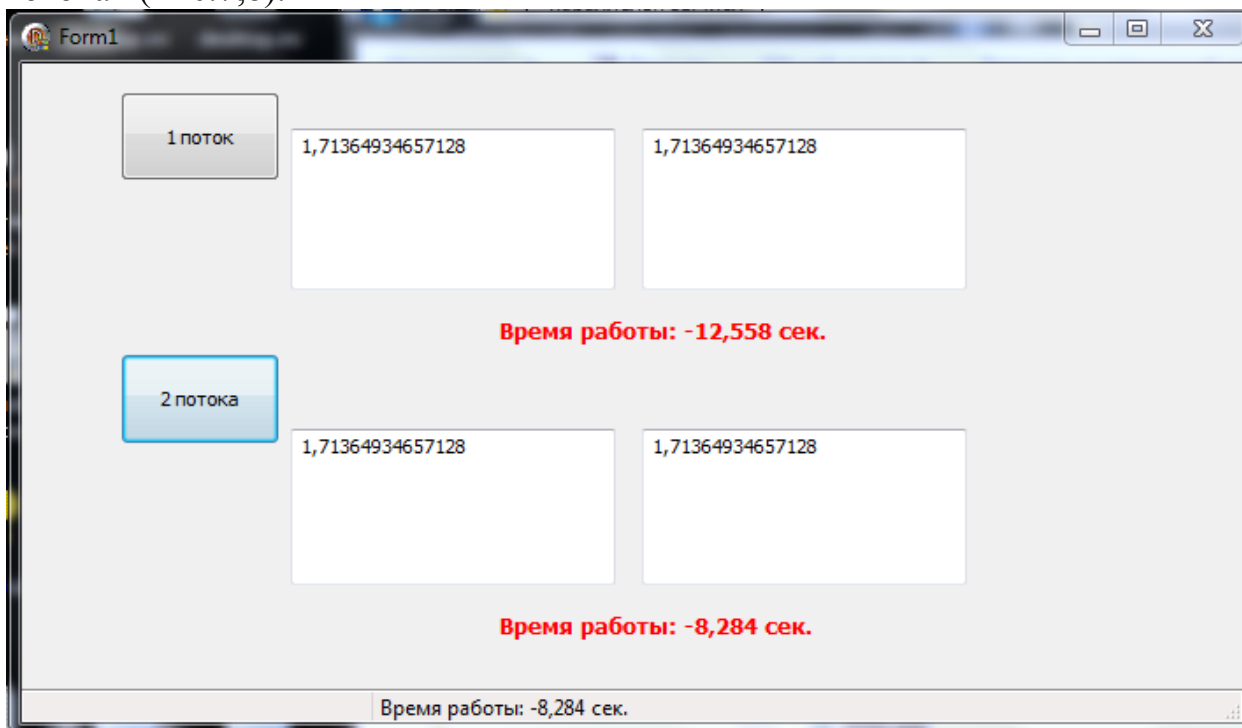 Form1
1 поток
1,71364934657128 1,71364934657128
Время работы: -12,558 сек.
2 потока
1,71364934657128 1,71364934657128
Время работы: -8,284 сек.
Время работы: -8,284 сек.